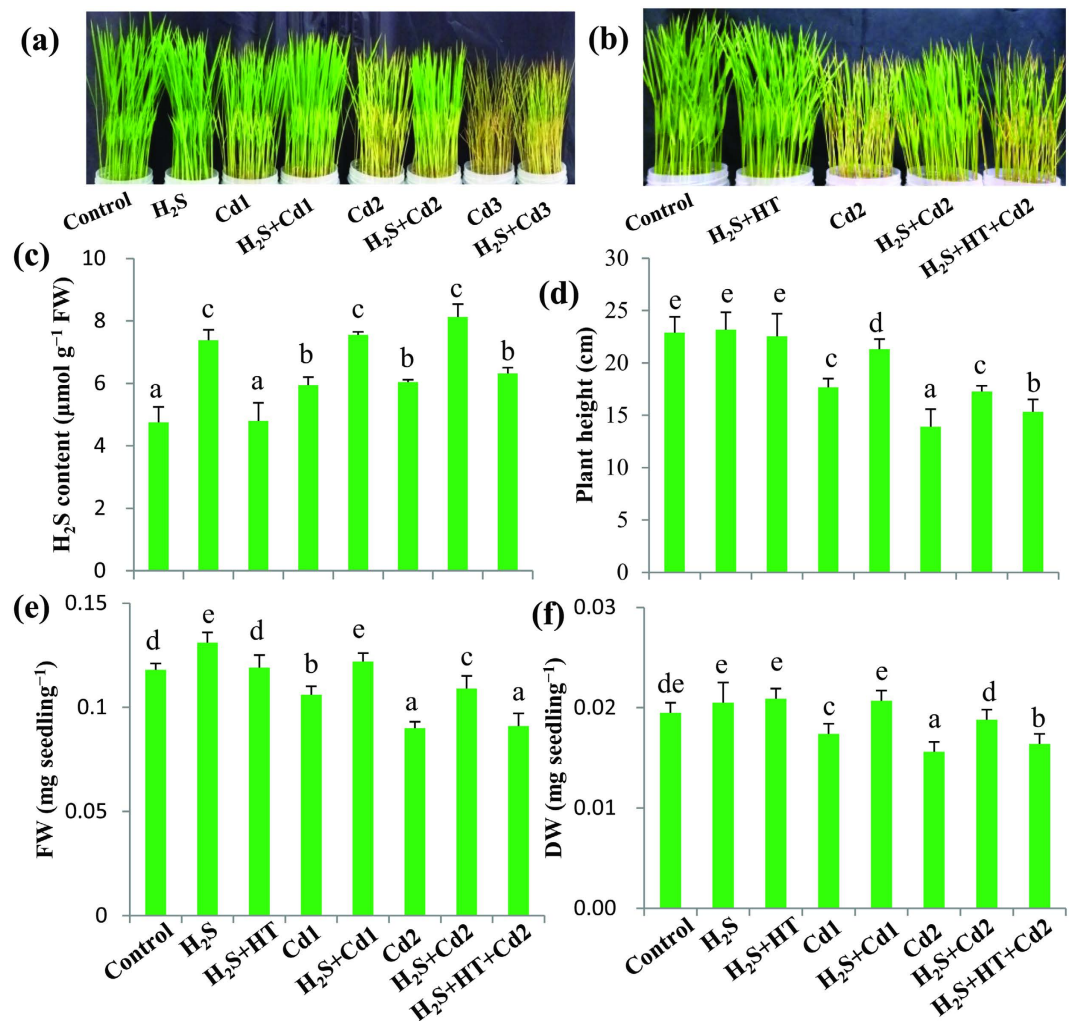 (a)
Control
H₂S
Cd1
H₂S+Cd1
Cd2
H₂S+Cd2
Cd3
H₂S+Cd3
(b)
Control
H₂S+HT
Cd2
H₂S+Cd2
H₂S+HT+Cd2
(c)
H₂S content (μmol g⁻¹ FW)
10
8
6
4
2
0
a
c
a
b
c
b
c
b
(d)
Plant height (cm)
30
25
20
15
10
5
0
e
e
e
c
d
a
c
b
(e)
FW (mg seedling⁻¹)
0.15
0.1
0.05
0
d
e
d
b
e
a
c
a
Control
H₂S
H₂S+HT
Cd1
H₂S+Cd1
Cd2
H₂S+Cd2
H₂S+HT+Cd2
(f)
DW (mg seedling⁻¹)
0.03
0.02
0.01
0.00
de
e
e
c
e
a
d
b
Control
H₂S
H₂S+HT
Cd1
H₂S+Cd1
Cd2
H₂S+Cd2
H₂S+HT+Cd2